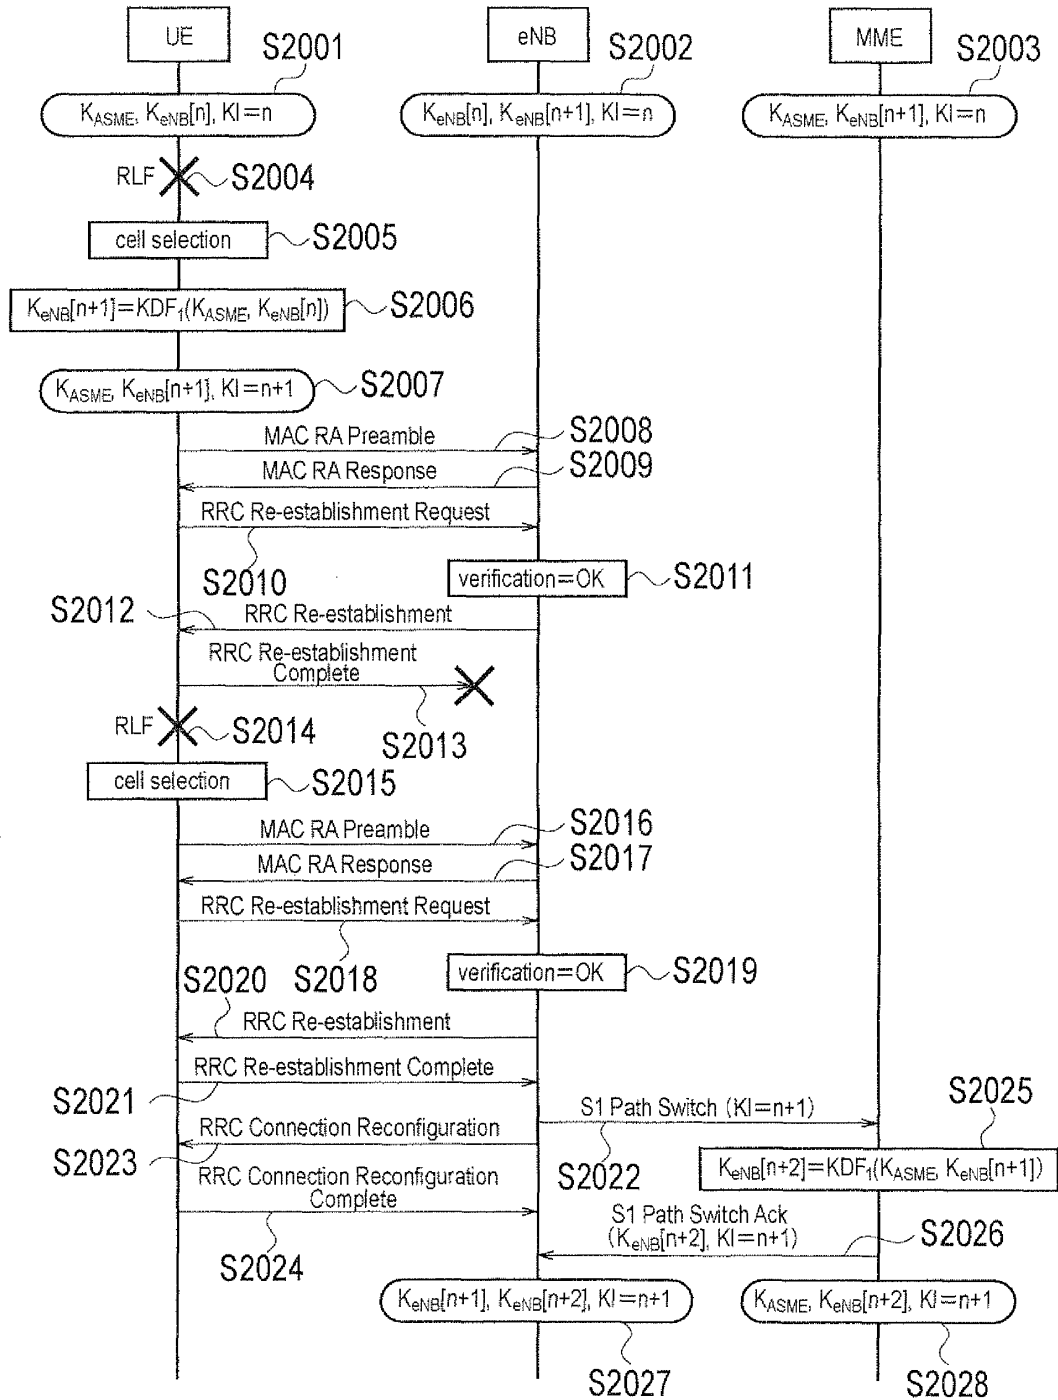 UE
eNB
MME
S2001
S2002
S2003
K_ASME, K_eNB[n], KI=n
K_eNB[n], K_eNB[n+1], KI=n
K_ASME, K_eNB[n+1], KI=n
RLF
S2004
cell selection
S2005
K_eNB[n+1]=KDF_1(K_ASME, K_eNB[n])
S2006
K_ASME, K_eNB[n+1], KI=n+1
S2007
MAC RA Preamble
S2008
MAC RA Response
S2009
RRC Re-establishment Request
S2010
verification=OK
S2011
S2012
RRC Re-establishment
RRC Re-establishment
Complete
S2013
RLF
S2014
cell selection
S2015
MAC RA Preamble
S2016
MAC RA Response
S2017
RRC Re-establishment Request
S2018
verification=OK
S2019
S2020
RRC Re-establishment
RRC Re-establishment Complete
S2021
S1 Path Switch (KI=n+1)
S2022
S2025
RRC Connection Reconfiguration
S2023
K_eNB[n+2]=KDF_1(K_ASME, K_eNB[n+1])
RRC Connection Reconfiguration
Complete
S2024
S1 Path Switch Ack
(K_eNB[n+2], KI=n+1)
S2026
K_eNB[n+1], K_eNB[n+2], KI=n+1
K_ASME, K_eNB[n+2], KI=n+1
S2027
S2028